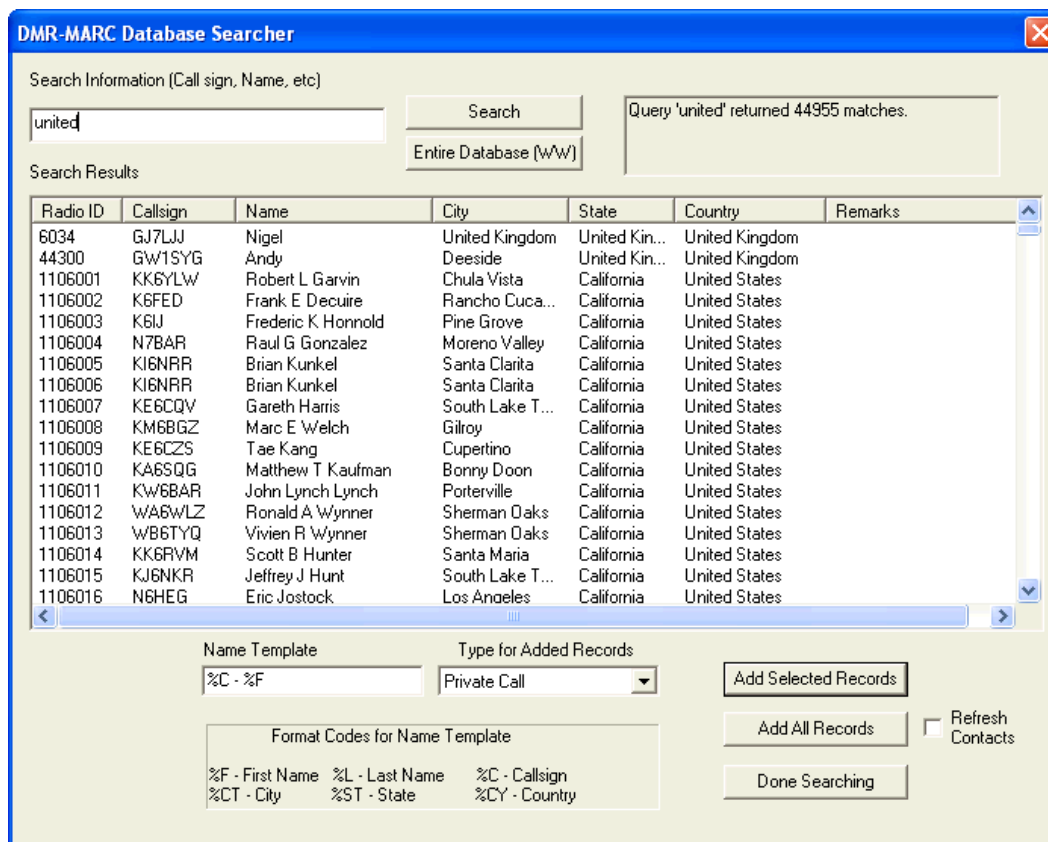 DMR-MARC Database Searcher
Search Information (Call sign, Name, etc)
united
Search
Entire Database (WW)
Query 'united' returned 44955 matches.
Search Results
Radio ID Callsign Name City State Country Remarks
6034 GJ7LJJ Nigel United Kingdom United Kin... United Kingdom
44300 GW1SYG Andy Deeside United Kin... United Kingdom
1106001 KK6YLW Robert L Garvin Chula Vista California United States
1106002 K6FED Frank E Decuire Rancho Cuca... California United States
1106003 K6IJ Frederic K Honnold Pine Grove California United States
1106004 N7BAR Raul G Gonzalez Moreno Valley California United States
1106005 KI6NRR Brian Kunkel Santa Clarita California United States
1106006 KI6NRR Brian Kunkel Santa Clarita California United States
1106007 KE6CQV Gareth Harris South Lake T... California United States
1106008 KM6BGZ Marc E Welch Gilroy California United States
1106009 KE6CZS Tae Kang Cupertino California United States
1106010 KA6SQG Matthew T Kaufman Bonny Doon California United States
1106011 KW6BAR John Lynch Lynch Porterville California United States
1106012 WA6WLZ Ronald A Wynner Sherman Oaks California United States
1106013 WB6TYQ Vivien R Wynner Sherman Oaks California United States
1106014 KK6RVM Scott B Hunter Santa Maria California United States
1106015 KJ6NKR Jeffrey J Hunt South Lake T... California United States
1106016 N6HEG Eric Jostock Los Angeles California United States
Name Template
%C - %F
Type for Added Records
Private Call
Add Selected Records
Add All Records
Refresh
Contacts
Done Searching
Format Codes for Name Template
%F - First Name %L - Last Name %C - Callsign
%CT - City %ST - State %CY - Country